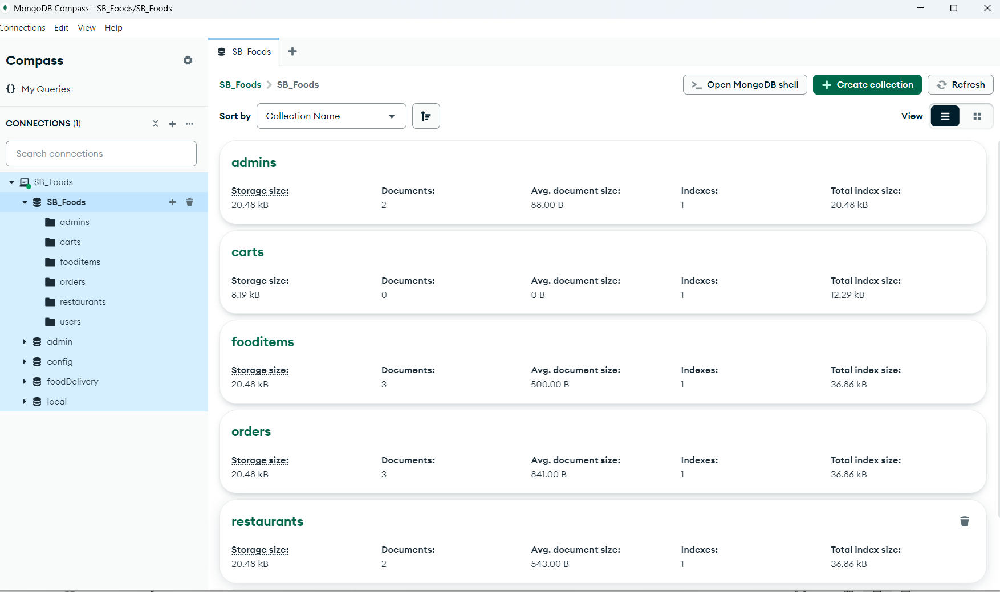 MongoDB Compass - SB_Foods/SB_Foods
Connections Edit View Help
Compass
{} My Queries
CONNECTIONS (1)
Search connections
SB_Foods
SB_Foods
admins
carts
fooditems
orders
restaurants
users
admin
config
foodDelivery
local
SB_Foods
SB_Foods > SB_Foods
>_ Open MongoDB shell + Create collection Refresh
Sort by Collection Name View
admins
Storage size: Documents: Avg. document size: Indexes: Total index size:
20.48 kB 2 88.00 B 1 20.48 kB
carts
Storage size: Documents: Avg. document size: Indexes: Total index size:
8.19 kB 0 0 B 1 12.29 kB
fooditems
Storage size: Documents: Avg. document size: Indexes: Total index size:
20.48 kB 3 500.00 B 1 36.86 kB
orders
Storage size: Documents: Avg. document size: Indexes: Total index size:
20.48 kB 3 841.00 B 1 36.86 kB
restaurants
Storage size: Documents: Avg. document size: Indexes: Total index size:
20.48 kB 2 543.00 B 1 36.86 kB